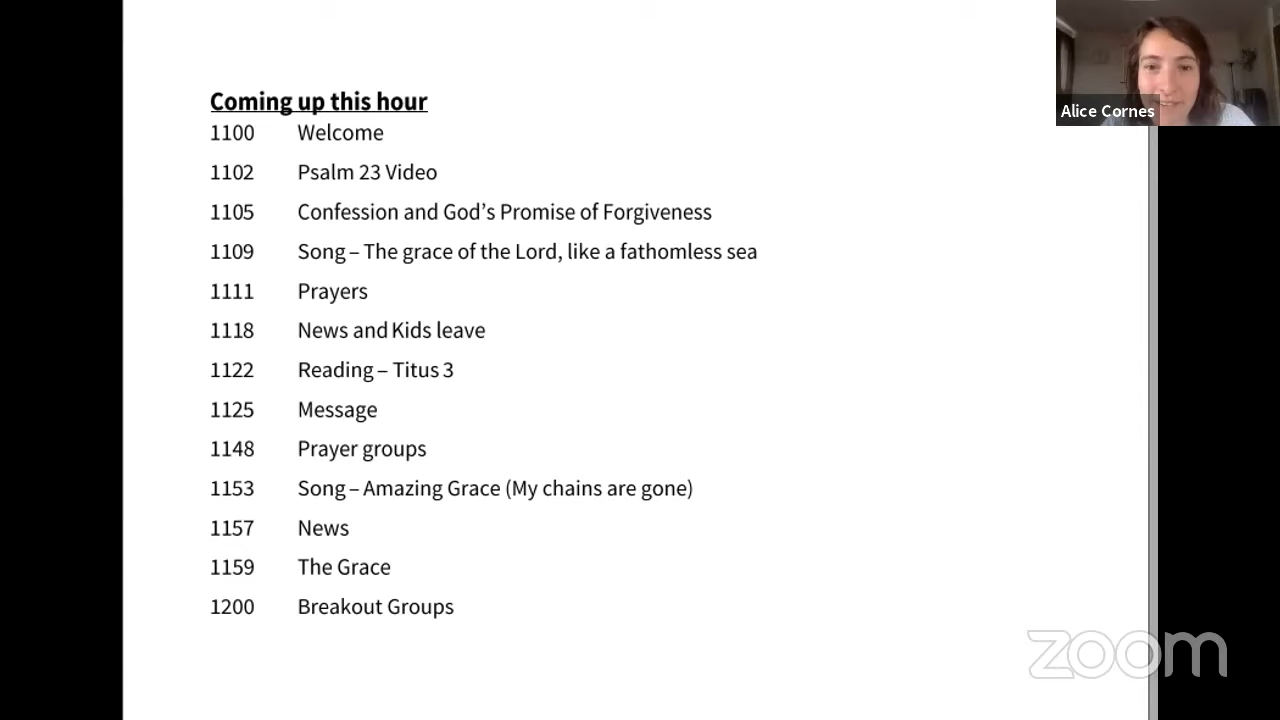 Coming up this hour
1100 Welcome
1102 Psalm 23 Video
1105 Confession and God’s Promise of Forgiveness
1109 Song – The grace of the Lord, like a fathomless sea
1111 Prayers
1118 News and Kids leave
1122 Reading – Titus 3
1125 Message
1148 Prayer groups
1153 Song – Amazing Grace (My chains are gone)
1157 News
1159 The Grace
1200 Breakout Groups
Alice Cornes
zoom